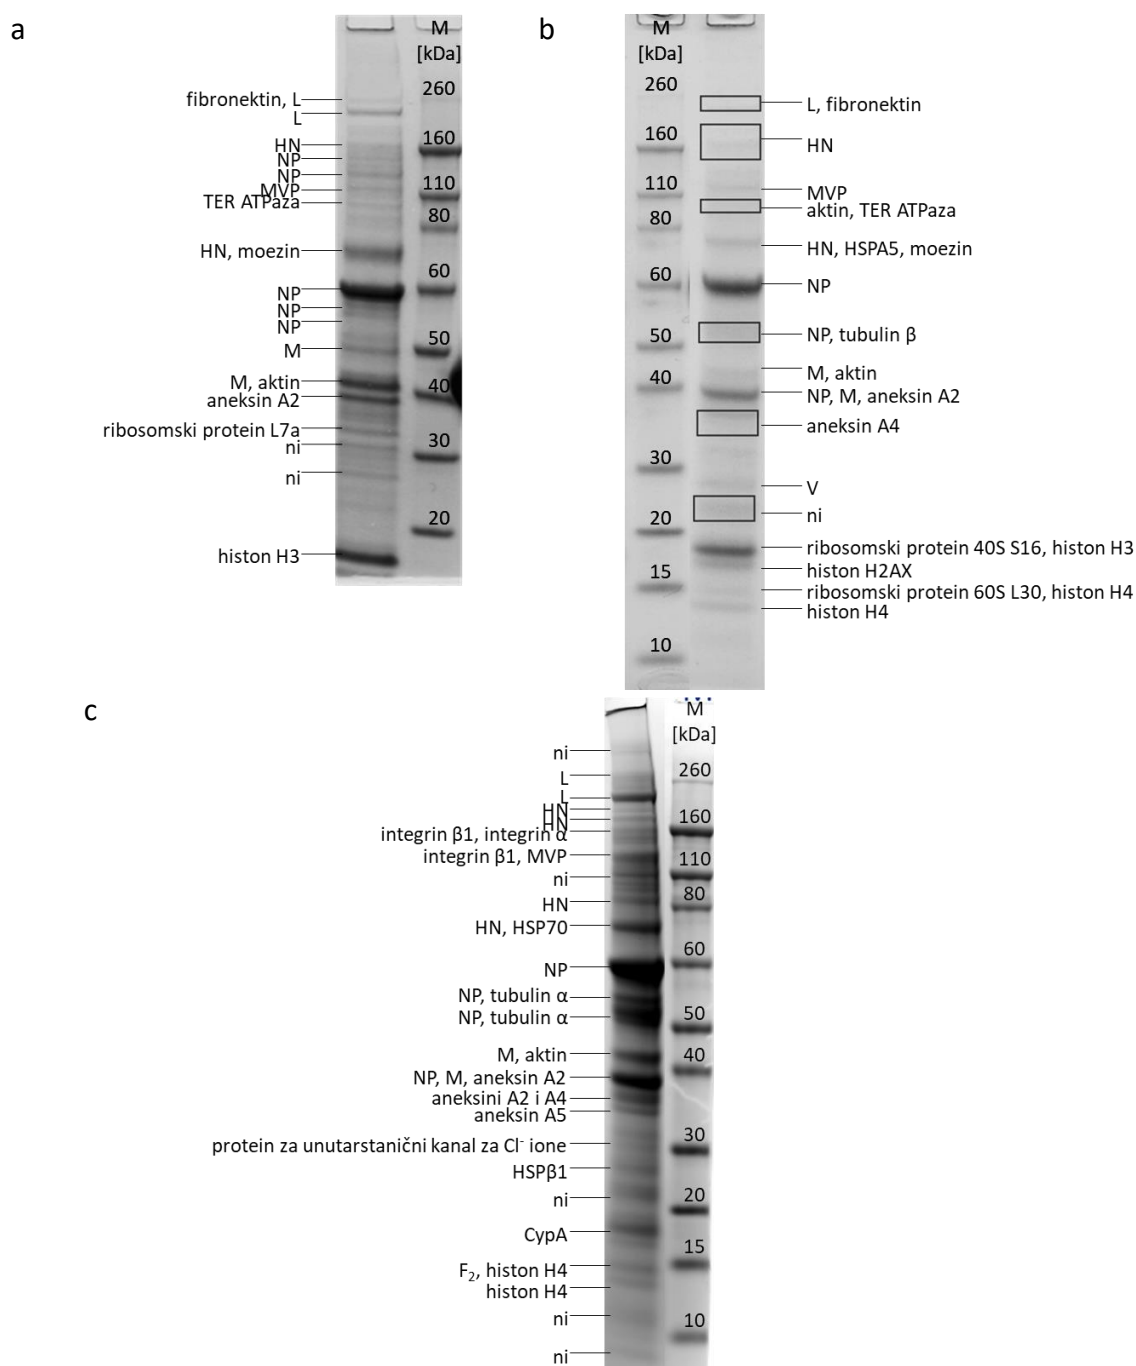 a
M
[kDa]
260
160
110
80
60
50
40
30
20
fibronektin, L
L
HN
NP
NP
MVP
TER ATPaza
HN, moezin
NP
NP
NP
M
M, aktin
aneksin A2
ribosomski protein L7a
ni
ni
histon H3
b
M
[kDa]
260
160
110
80
60
50
40
30
20
15
10
L, fibronektin
HN
MVP
aktin, TER ATPaza
HN, HSPA5, moezin
NP
NP, tubulin β
M, aktin
NP, M, aneksin A2
aneksin A4
V
ni
ribosomski protein 40S S16, histon H3
histon H2AX
ribosomski protein 60S L30, histon H4
histon H4
c
M
[kDa]
260
160
110
80
60
50
40
30
20
15
10
ni
L
L
HN
HN
integrin β1, integrin α
integrin β1, MVP
ni
HN
HN, HSP70
NP
NP, tubulin α
NP, tubulin α
M, aktin
NP, M, aneksin A2
aneksini A2 i A4
aneksin A5
protein za unutarstanični kanal za Cl⁻ ione
HSPβ1
ni
CypA
F₂, histon H4
histon H4
ni
ni